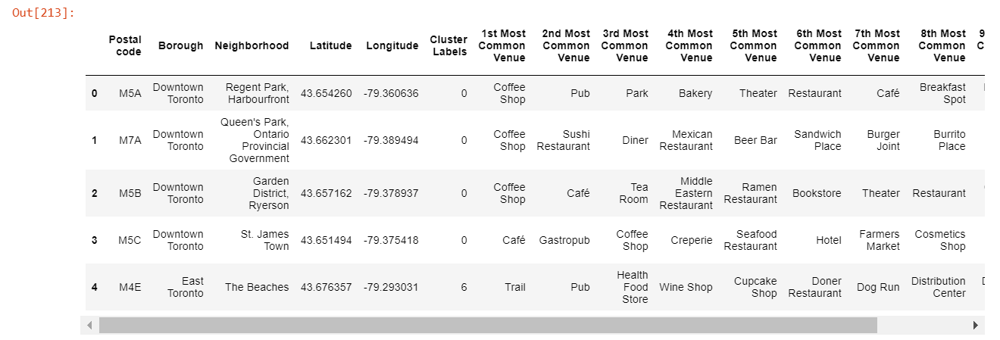 Out[213]:
Postal code Borough Neighborhood Latitude Longitude Cluster Labels 1st Most Common Venue 2nd Most Common Venue 3rd Most Common Venue 4th Most Common Venue 5th Most Common Venue 6th Most Common Venue 7th Most Common Venue 8th Most Common Venue 9
0 M5A Downtown Toronto Regent Park, Harbourfront 43.654260 -79.360636 0 Coffee Shop Pub Park Bakery Theater Restaurant Café Breakfast Spot
1 M7A Downtown Toronto Queen's Park, Ontario Provincial Government 43.662301 -79.389494 0 Coffee Shop Sushi Restaurant Diner Mexican Restaurant Beer Bar Sandwich Place Burger Joint Burrito Place
2 M5B Downtown Toronto Garden District, Ryerson 43.657162 -79.378937 0 Coffee Shop Café Tea Room Middle Eastern Restaurant Ramen Restaurant Bookstore Theater Restaurant
3 M5C Downtown Toronto St. James Town 43.651494 -79.375418 0 Café Gastropub Coffee Shop Creperie Seafood Restaurant Hotel Farmers Market Cosmetics Shop
4 M4E East Toronto The Beaches 43.676357 -79.293031 6 Trail Pub Health Food Store Wine Shop Cupcake Shop Doner Restaurant Dog Run Distribution Center